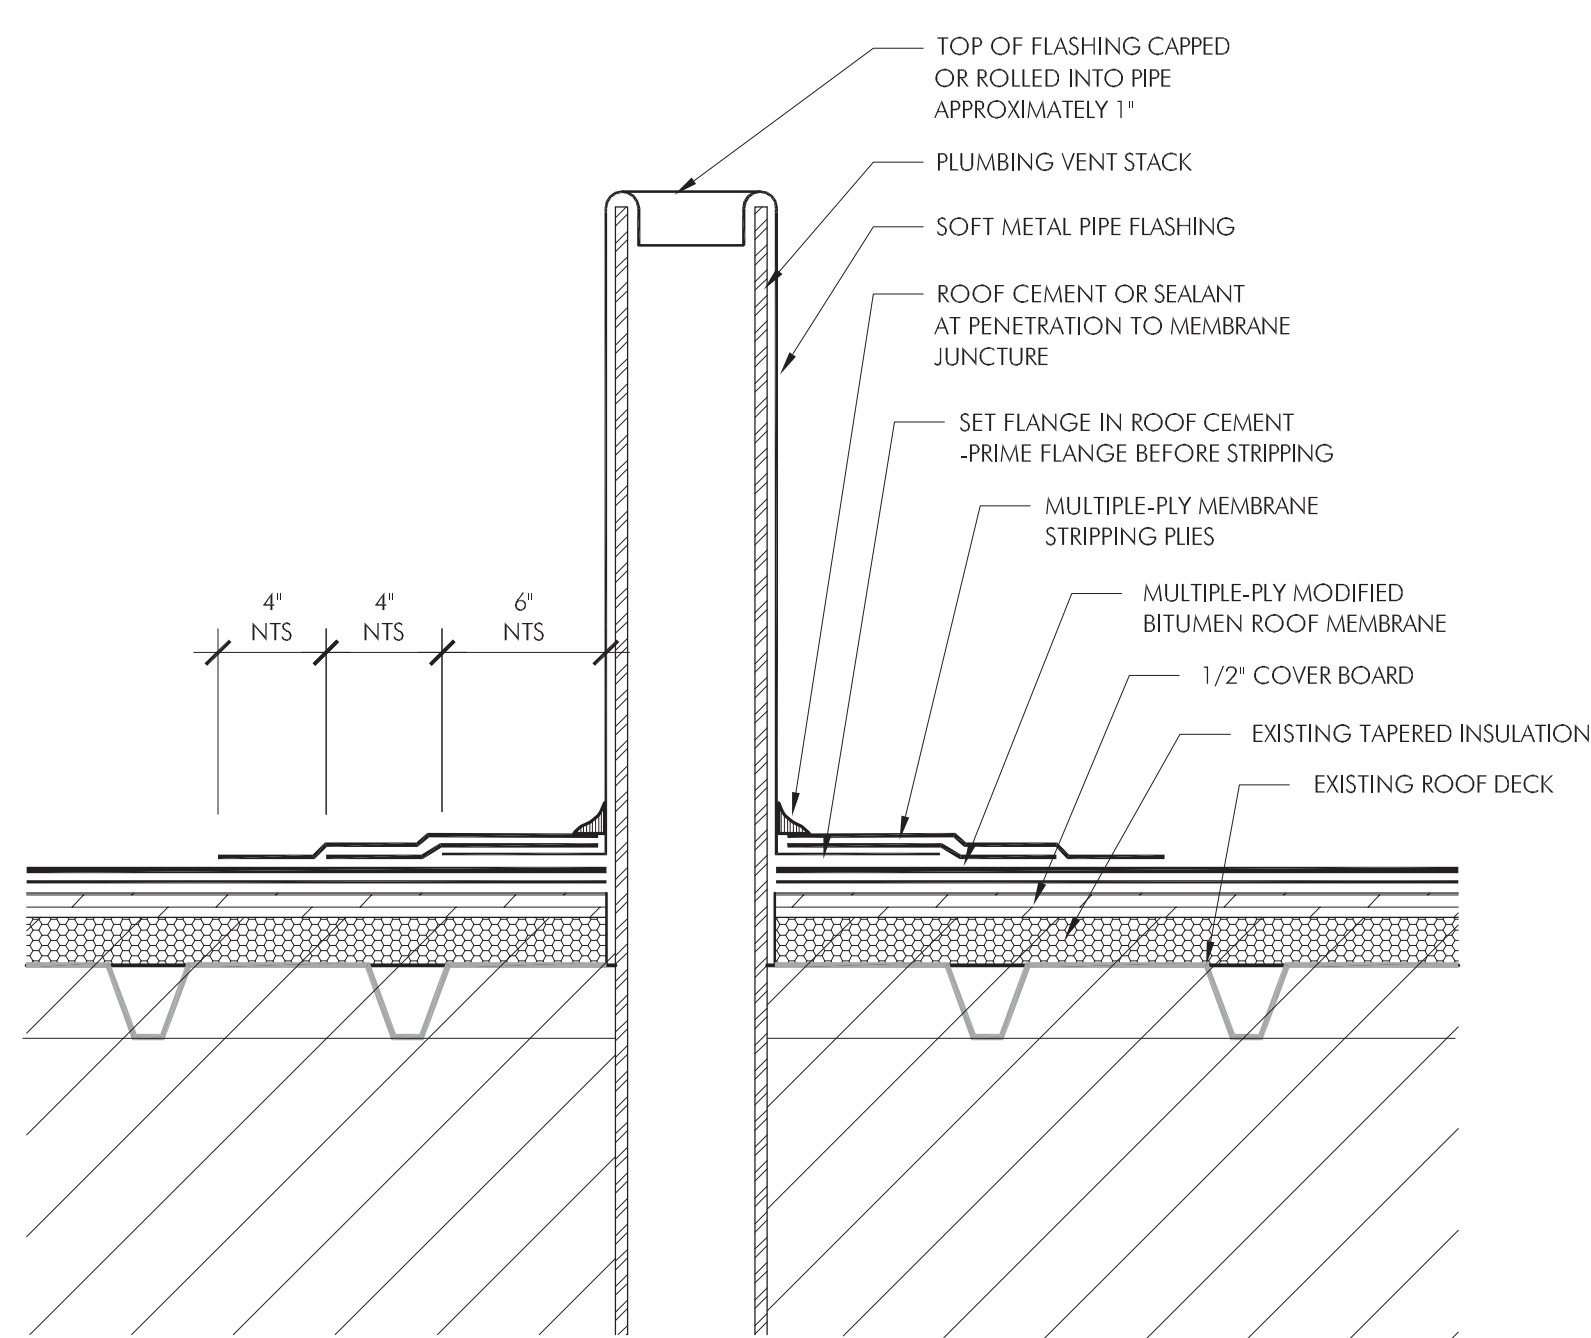 TOP OF FLASHING CAPPED
OR ROLLED INTO PIPE
APPROXIMATELY 1"
PLUMBING VENT STACK
SOFT METAL PIPE FLASHING
ROOF CEMENT OR SEALANT
AT PENETRATION TO MEMBRANE
JUNCTURE
SET FLANGE IN ROOF CEMENT
-PRIME FLANGE BEFORE STRIPPING
MULTIPLE-PLY MEMBRANE
STRIPPING PLIES
MULTIPLE-PLY MODIFIED
BITUMEN ROOF MEMBRANE
1/2" COVER BOARD
EXISTING TAPERED INSULATION
EXISTING ROOF DECK
4"
NTS
4"
NTS
6"
NTS